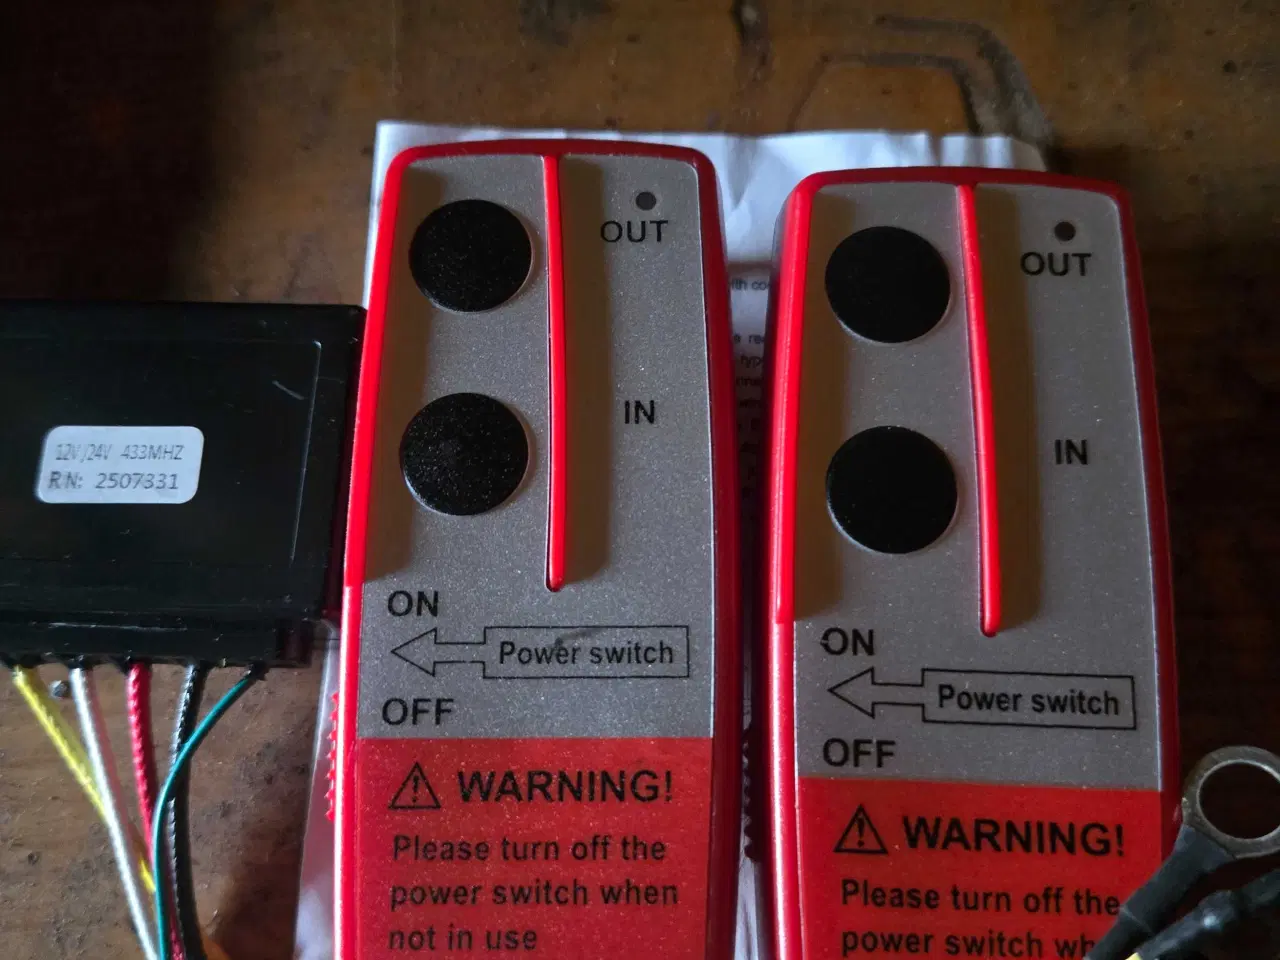 12V/24V 433MHZ
R/N: 2507331
OUT
IN
ON
Power switch
OFF
WARNING!
Please turn off the
power switch when
not in use
OUT
IN
ON
Power switch
OFF
WARNING!
Please turn off the
power switch